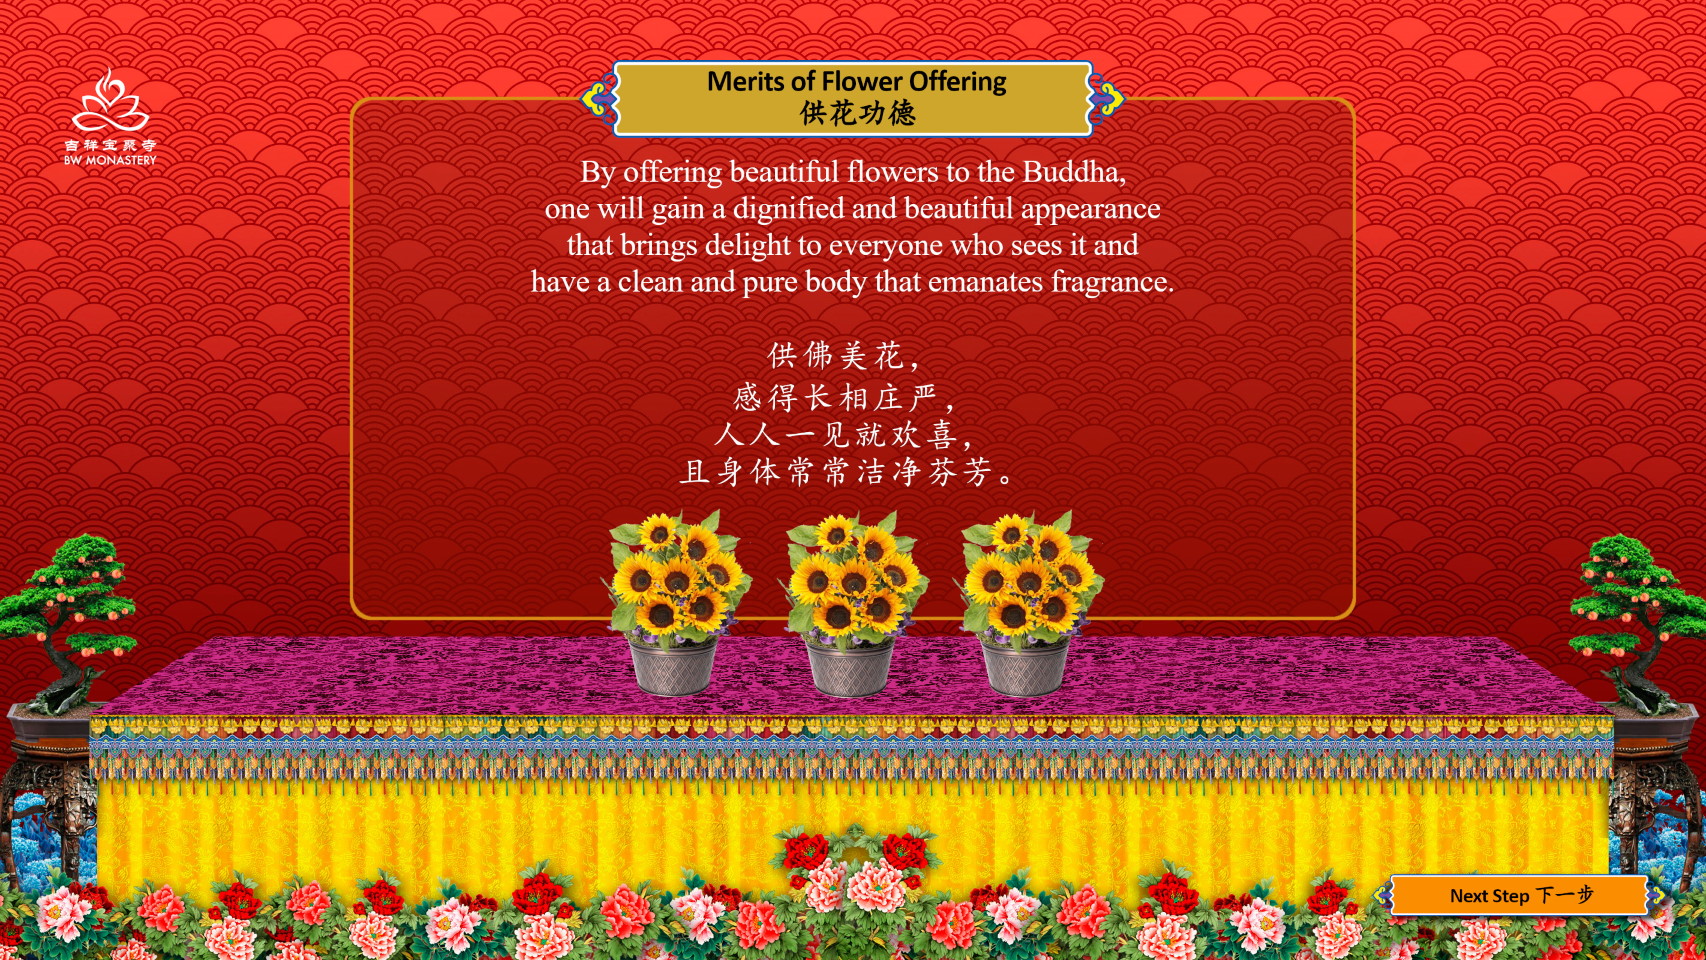 吉祥宝聚寺
BW MONASTERY
Merits of Flower Offering
供花功德
By offering beautiful flowers to the Buddha,
one will gain a dignified and beautiful appearance
that brings delight to everyone who sees it and
have a clean and pure body that emanates fragrance.
供佛美花，
感得长相庄严，
人人一见就欢喜，
且身体常常洁净芬芳。
Next Step 下一步